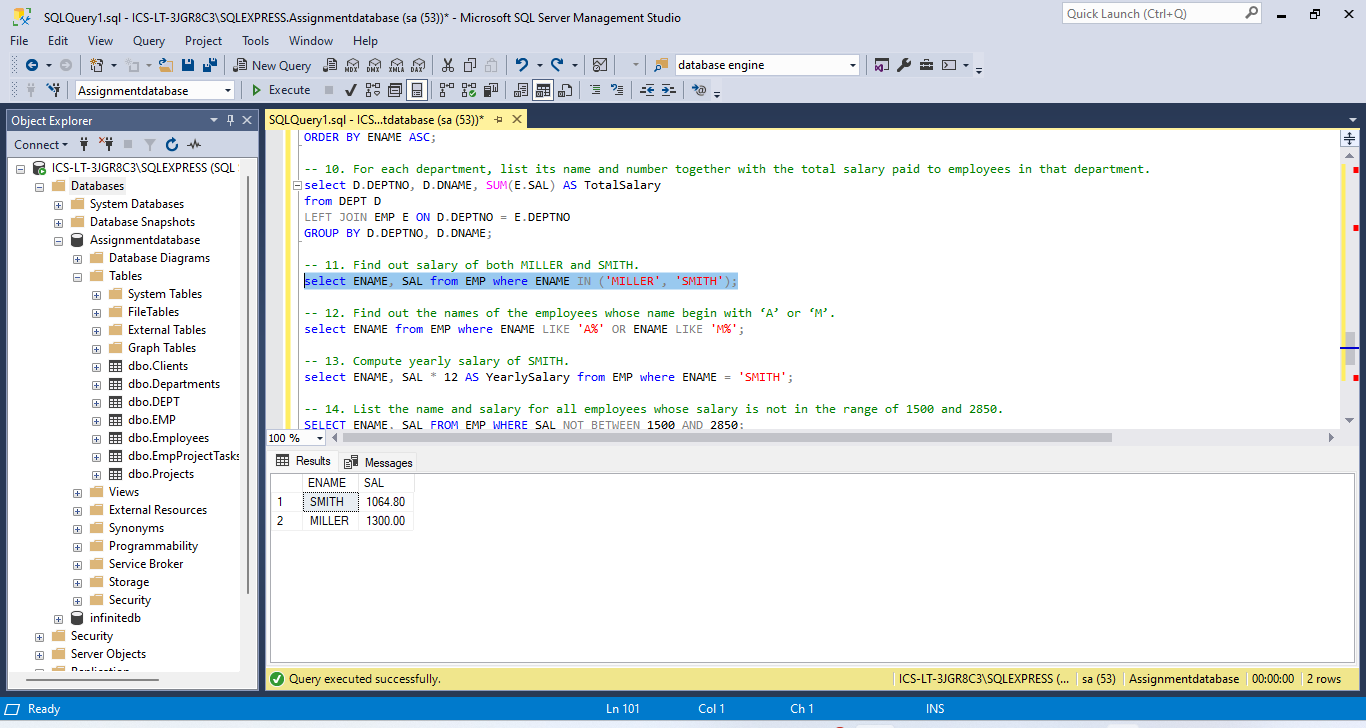 SQLQuery1.sql - ICS-LT-3JGR8C3\SQLEXPRESS.Assignmentdatabase (sa (53))* - Microsoft SQL Server Management Studio
Quick Launch (Ctrl+Q)
File Edit View Query Project Tools Window Help
New Query MDX DMX XMLA DAX database engine
Assignmentdatabase Execute
Object Explorer
Connect
ICS-LT-3JGR8C3\SQLEXPRESS (SQL
Databases
System Databases
Database Snapshots
Assignmentdatabase
Database Diagrams
Tables
System Tables
FileTables
External Tables
Graph Tables
dbo.Clients
dbo.Departments
dbo.DEPT
dbo.EMP
dbo.Employees
dbo.EmpProjectTasks
dbo.Projects
Views
External Resources
Synonyms
Programmability
Service Broker
Storage
Security
infinitedb
Security
Server Objects
Replication
SQLQuery1.sql - ICS...tdatabase (sa (53))*
ORDER BY ENAME ASC;
-- 10. For each department, list its name and number together with the total salary paid to employees in that department.
select D.DEPTNO, D.DNAME, SUM(E.SAL) AS TotalSalary
from DEPT D
LEFT JOIN EMP E ON D.DEPTNO = E.DEPTNO
GROUP BY D.DEPTNO, D.DNAME;
-- 11. Find out salary of both MILLER and SMITH.
select ENAME, SAL from EMP where ENAME IN ('MILLER', 'SMITH');
-- 12. Find out the names of the employees whose name begin with ‘A’ or ‘M’.
select ENAME from EMP where ENAME LIKE 'A%' OR ENAME LIKE 'M%';
-- 13. Compute yearly salary of SMITH.
select ENAME, SAL * 12 AS YearlySalary from EMP where ENAME = 'SMITH';
-- 14. List the name and salary for all employees whose salary is not in the range of 1500 and 2850.
SELECT ENAME, SAL FROM EMP WHERE SAL NOT BETWEEN 1500 AND 2850;
100 %
Results Messages
ENAME SAL
1 SMITH 1064.80
2 MILLER 1300.00
Query executed successfully. ICS-LT-3JGR8C3\SQLEXPRESS (... sa (53) Assignmentdatabase 00:00:00 2 rows
Ready Ln 101 Col 1 Ch 1 INS